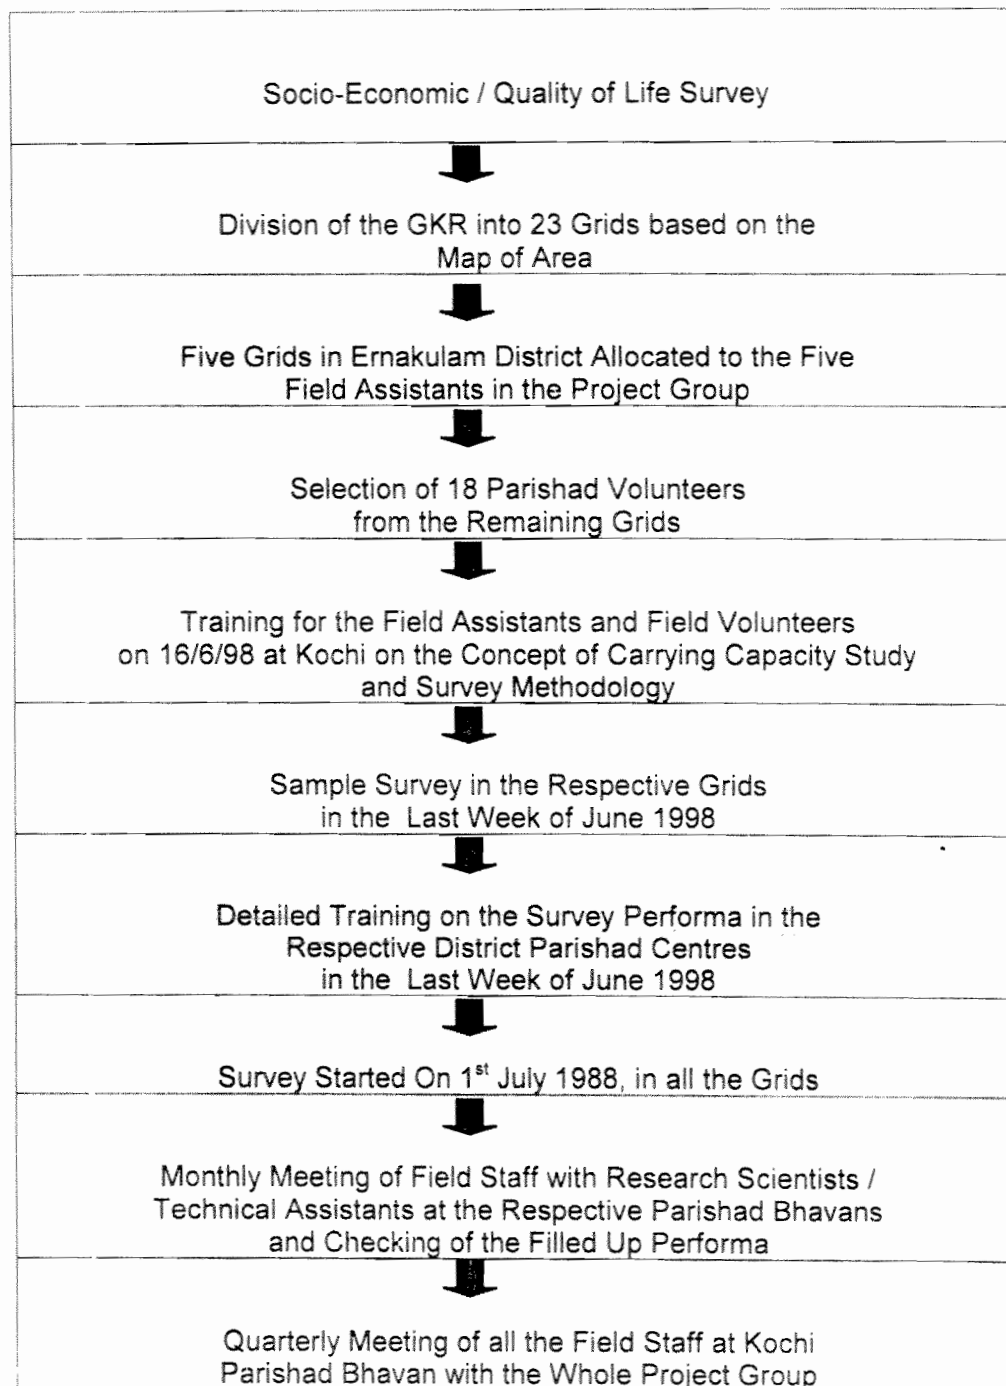 Socio-Economic / Quality of Life Survey
Division of the GKR into 23 Grids based on the
Map of Area
Five Grids in Ernakulam District Allocated to the Five
Field Assistants in the Project Group
Selection of 18 Parishad Volunteers
from the Remaining Grids
Training for the Field Assistants and Field Volunteers
on 16/6/98 at Kochi on the Concept of Carrying Capacity Study
and Survey Methodology
Sample Survey in the Respective Grids
in the Last Week of June 1998
Detailed Training on the Survey Performa in the
Respective District Parishad Centres
in the Last Week of June 1998
Survey Started On 1st July 1988, in all the Grids
Monthly Meeting of Field Staff with Research Scientists /
Technical Assistants at the Respective Parishad Bhavans
and Checking of the Filled Up Performa
Quarterly Meeting of all the Field Staff at Kochi
Parishad Bhavan with the Whole Project Group